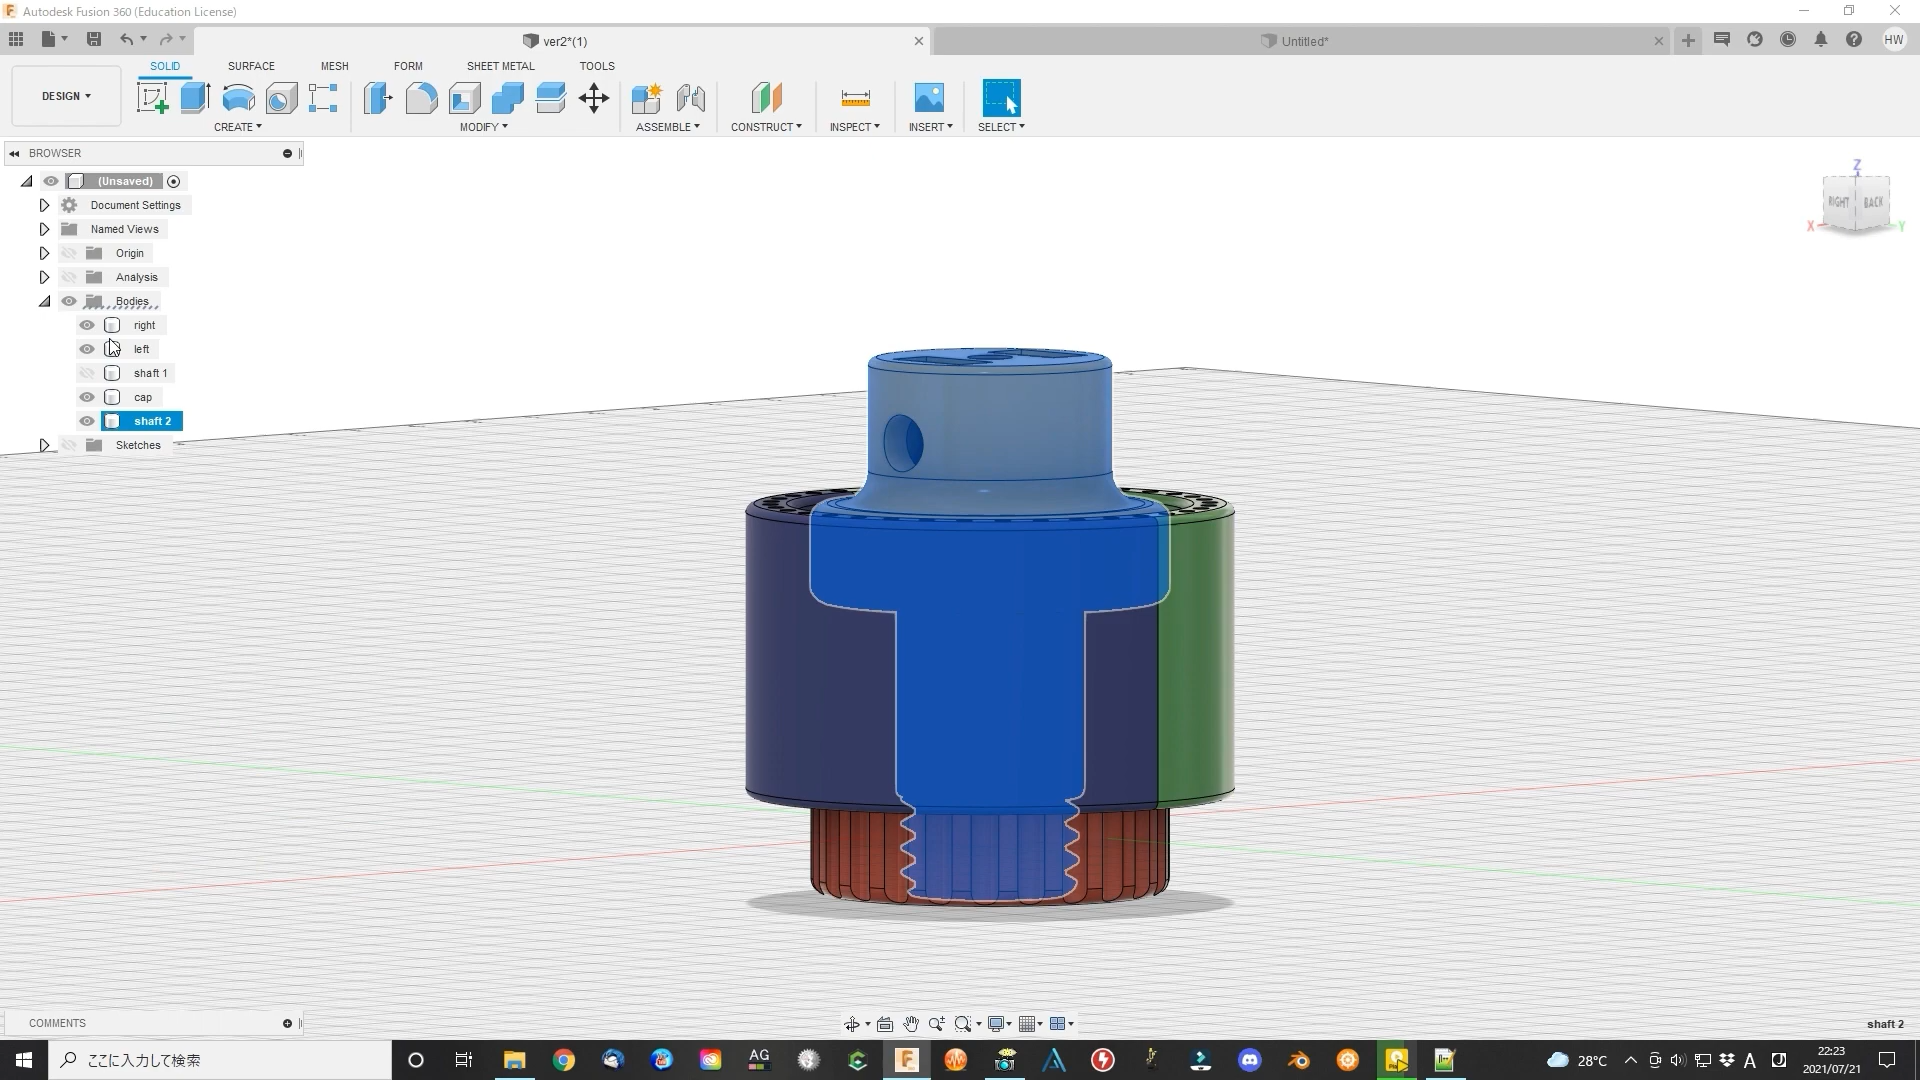 Autodesk Fusion 360 (Education License)
ver2*(1)
Untitled*
HW
DESIGN
SOLID SURFACE MESH FORM SHEET METAL TOOLS
CREATE MODIFY ASSEMBLE CONSTRUCT INSPECT INSERT SELECT
BROWSER
(Unsaved)
Document Settings
Named Views
Origin
Analysis
Bodies
right
left
shaft 1
cap
shaft 2
Sketches
Z
RIGHT BACK
X Y
COMMENTS
shaft 2
ここに入力して検索
AG
28°C
A
22:23
2021/07/21